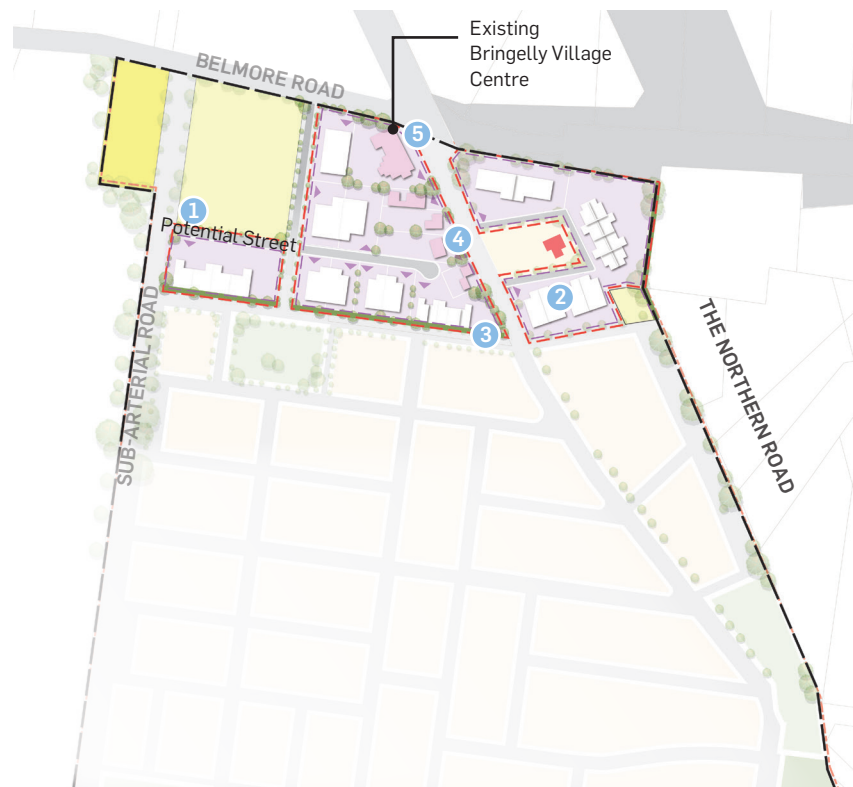 Existing
Bringelly Village
Centre
BELMORE ROAD
5
1
Potential Street
4
2
3
SUB-ARTERIAL ROAD
THE NORTHERN ROAD